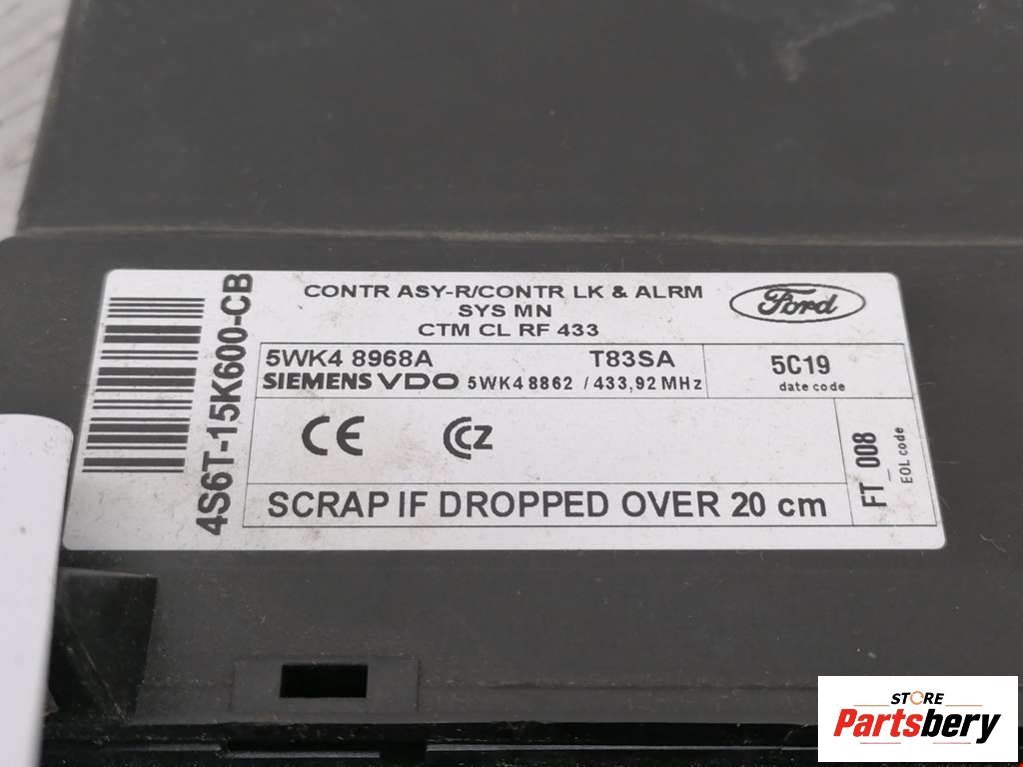 4S6T-15K600-CB
CONTR ASY-R/CONTR LK & ALRM
SYS MN
CTM CL RF 433
Ford
5WK4 8968A T83SA
SIEMENS VDO 5WK4 8862 / 433,92 MHz
5C19
date code
CE CZ
FT_008
EOL code
SCRAP IF DROPPED OVER 20 cm
STORE
Partsbery